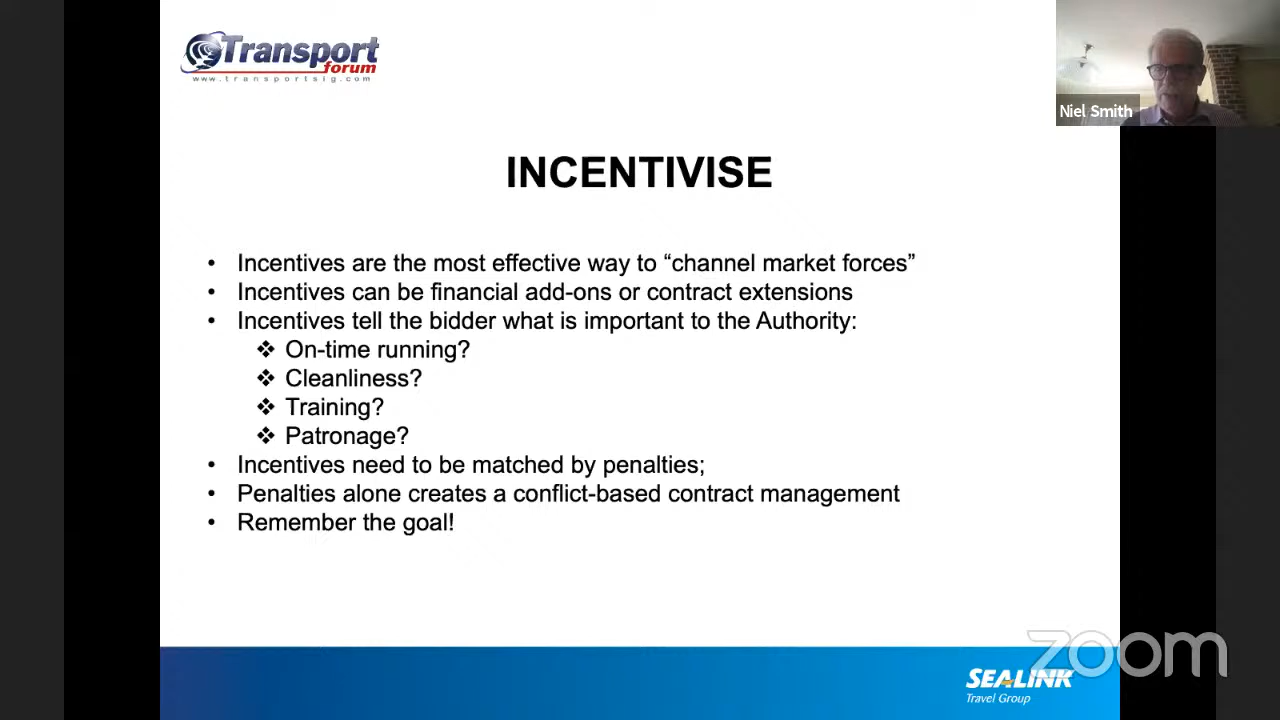 Transport
forum
www.transportsig.com
Niel Smith
INCENTIVISE
• Incentives are the most effective way to “channel market forces”
• Incentives can be financial add-ons or contract extensions
• Incentives tell the bidder what is important to the Authority:
❖ On-time running?
❖ Cleanliness?
❖ Training?
❖ Patronage?
• Incentives need to be matched by penalties;
• Penalties alone creates a conflict-based contract management
• Remember the goal!
zoom
SEALINK
Travel Group